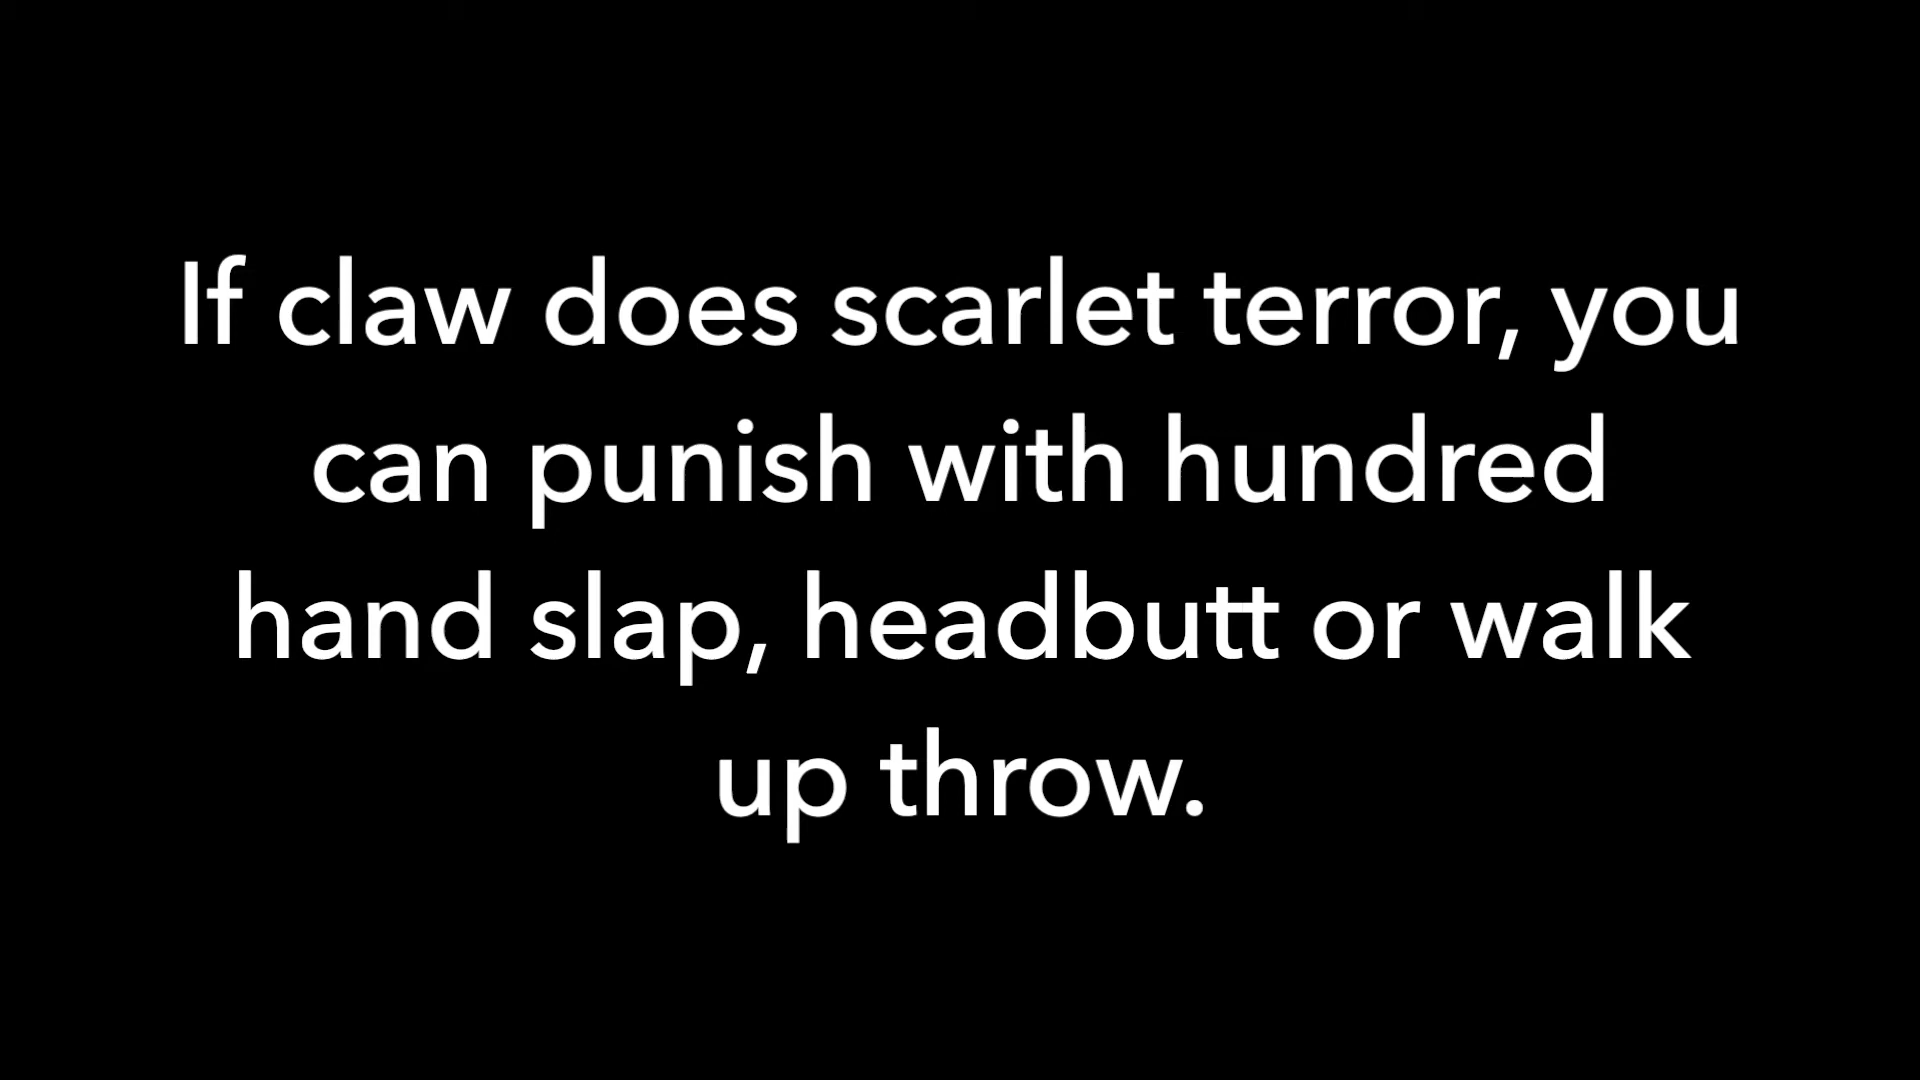 If claw does scarlet terror, you
can punish with hundred
hand slap, headbutt or walk
up throw.